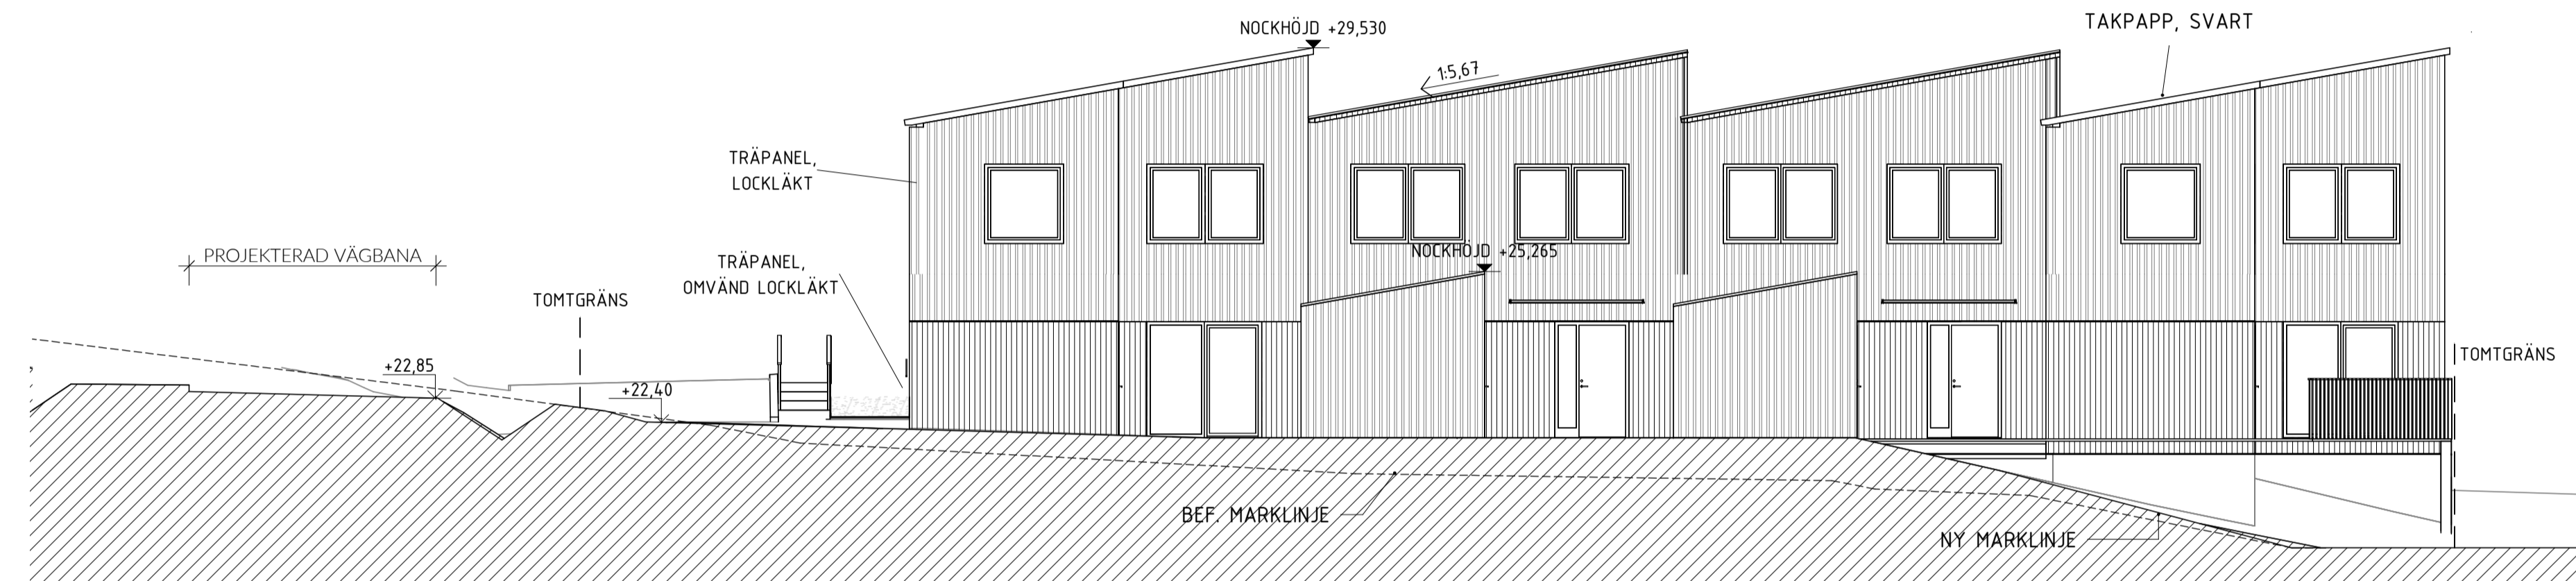 NOCKHÖJD +29,530
TAKPAPP, SVART
1:5,67
TRÄPANEL,
LOCKLÄKT
PROJEKTERAD VÄGBANA
TRÄPANEL,
OMVÄND LOCKLÄKT
NOCKHÖJD +25,265
TOMTGRÄNS
TOMTGRÄNS
+22,85
+22,40
BEF. MARKLINJE
NY MARKLINJE